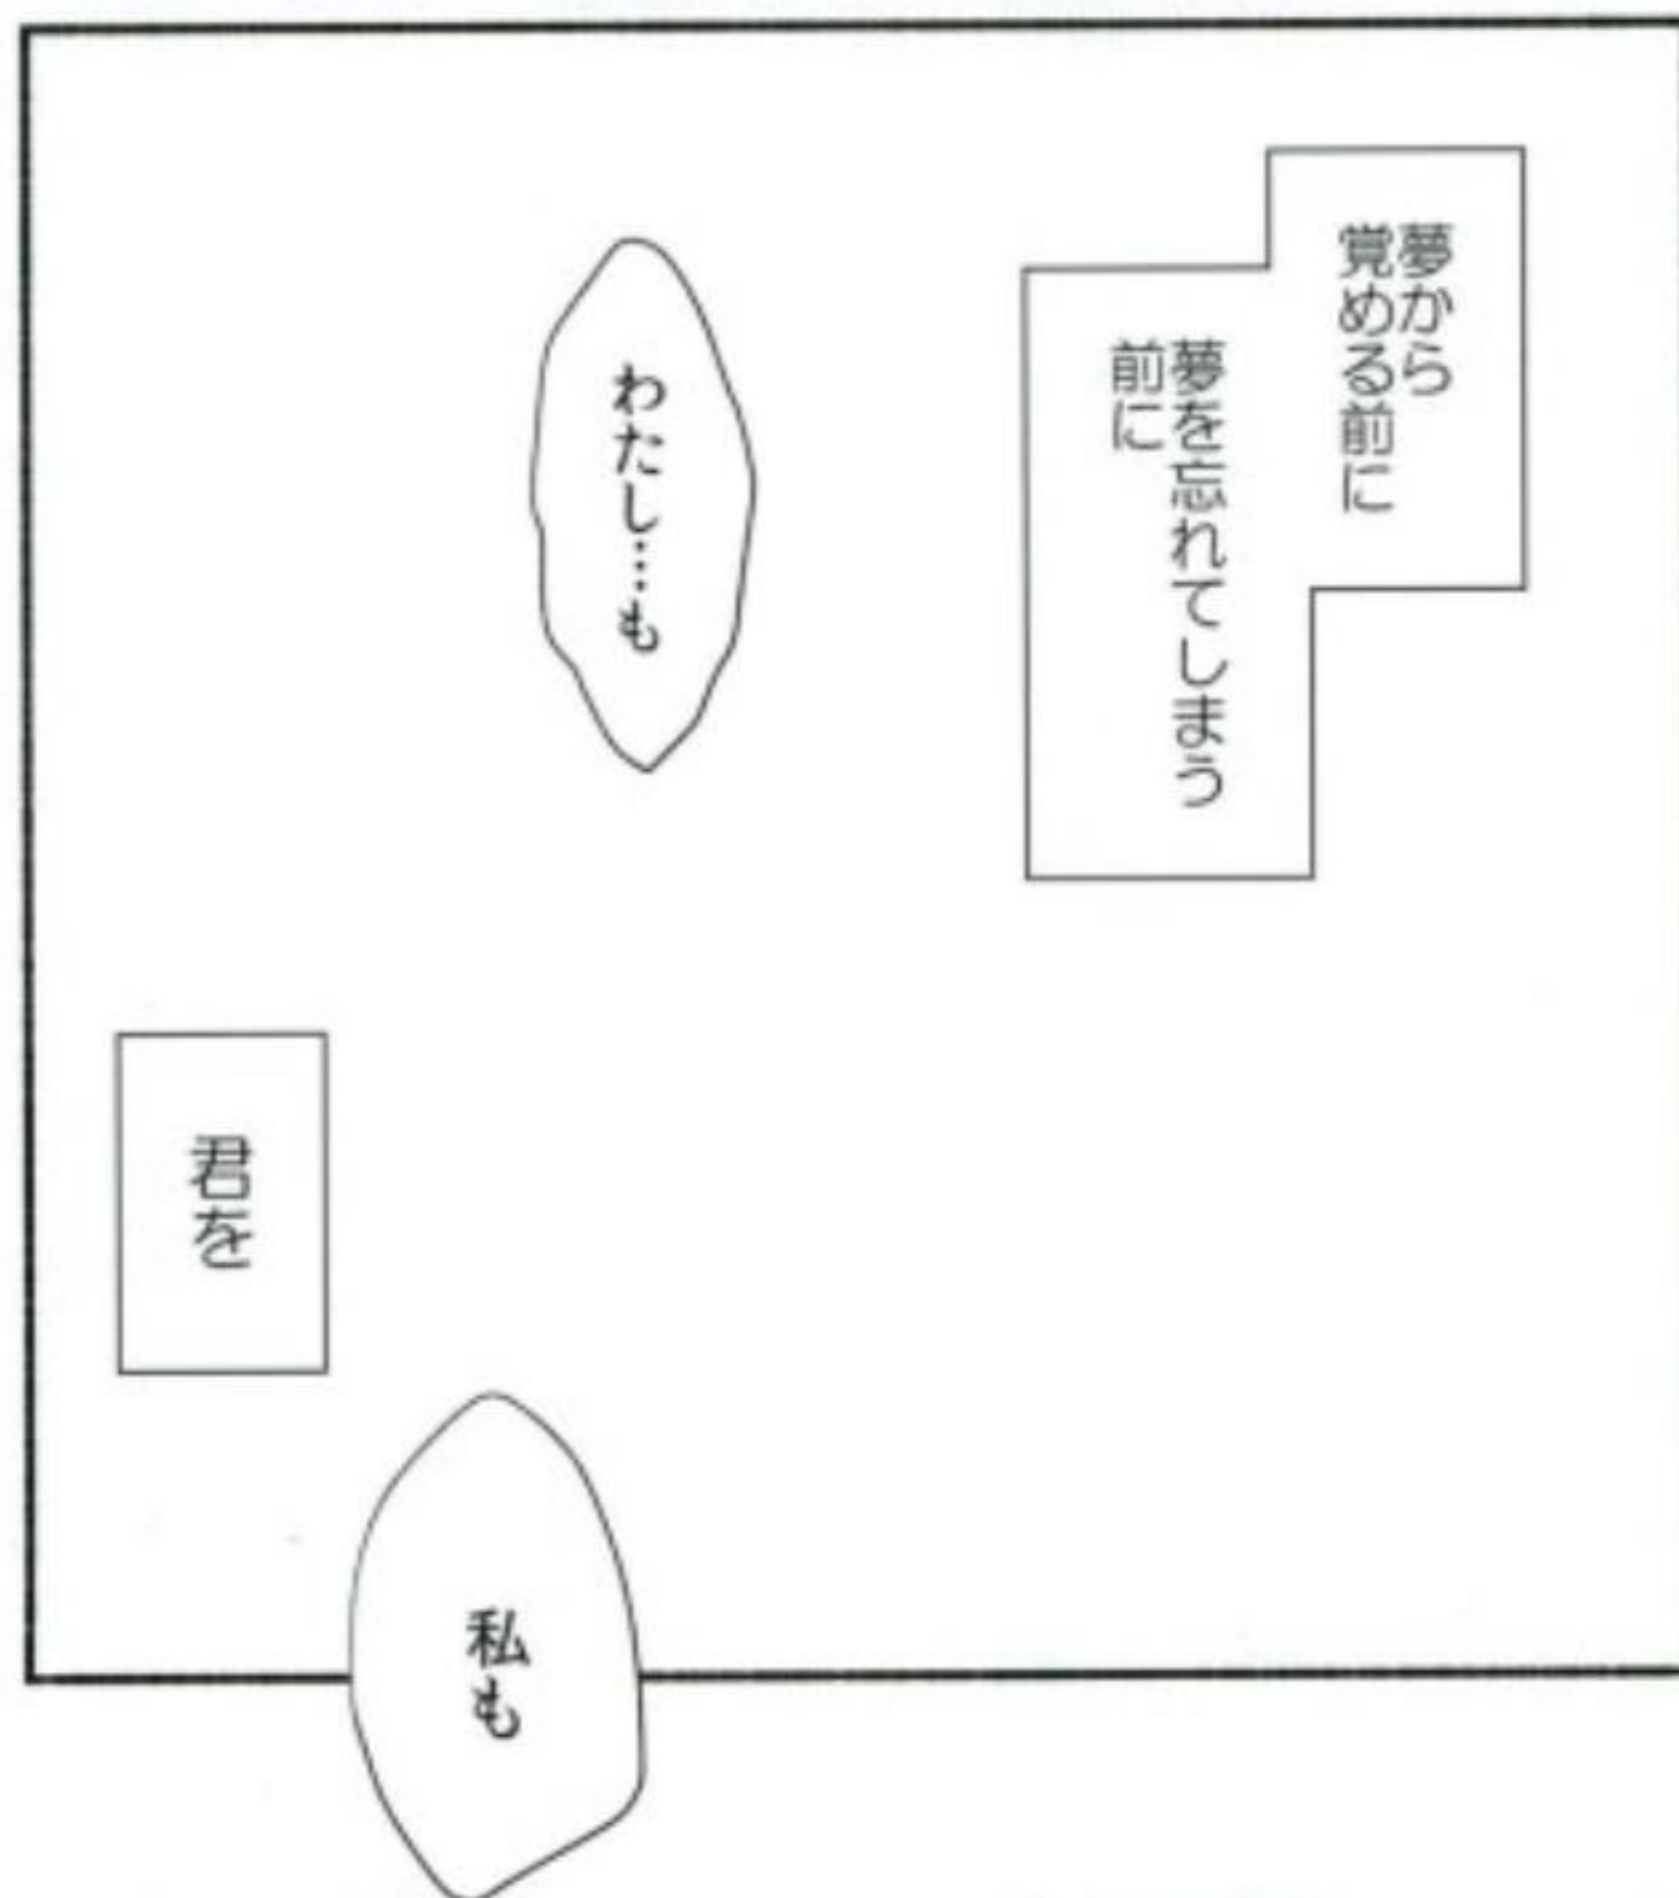 夢から
覚める前に
夢を忘れてしまう
前に
わたし…も
君を
私も